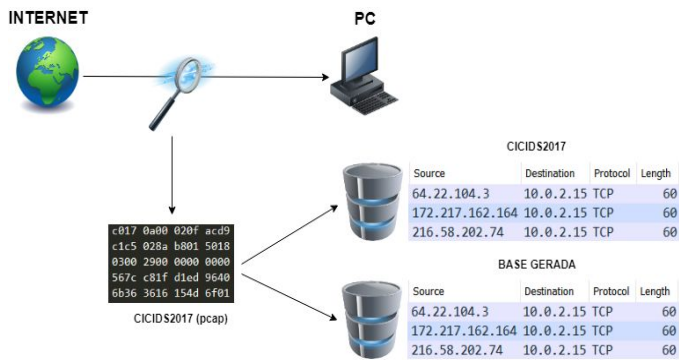 INTERNET
PC
CICIDS2017
Source Destination Protocol Length
64.22.104.3 10.0.2.15 TCP 60
172.217.162.164 10.0.2.15 TCP 60
216.58.202.74 10.0.2.15 TCP 60
c017 0a00 020f acd9
c1c5 028a b801 5018
0300 2900 0000 0000
567c c81f d1ed 9640
6b36 3616 154d 6f01
CICIDS2017 (pcap)
BASE GERADA
Source Destination Protocol Length
64.22.104.3 10.0.2.15 TCP 60
172.217.162.164 10.0.2.15 TCP 60
216.58.202.74 10.0.2.15 TCP 60